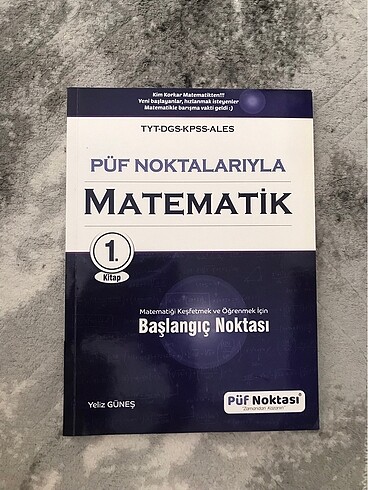 Kim Korkar Matematikten!!!
Yeni başlayanlar, hızlanmak isteyenler
Matematikle barışma vakti geldi :)
TYT-DGS-KPSS-ALES
PÜF NOKTALARIYLA
MATEMATİK
1.
Kitap
Matematiği Keşfetmek ve Öğrenmek İçin
Başlangıç Noktası
Yeliz GÜNEŞ
Püf Noktası®
"Zamandan Kazanın"